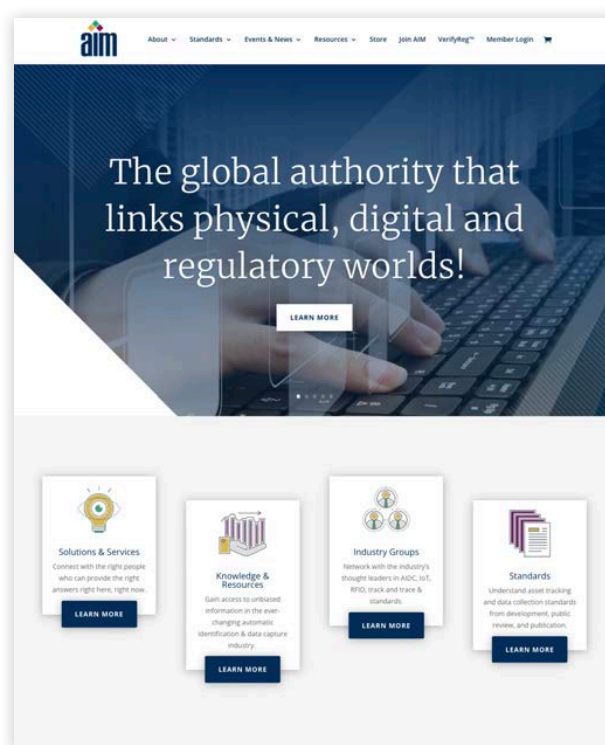 aim
About
Standards
Events & News
Resources
Store
Join AIM
VerifyReg™
Member Login
The global authority that
links physical, digital and
regulatory worlds!
LEARN MORE
Solutions & Services
Connect with the right people
who can provide the right
answers right here, right now.
LEARN MORE
Knowledge &
Resources
Gain access to unbiased
information in the ever-
changing automatic
identification & data capture
industry.
LEARN MORE
Industry Groups
Network with the industry's
thought leaders in AIDC, IoT,
RFID, track and trace &
standards.
LEARN MORE
Standards
Understand asset tracking
and data collection standards
from development, public
review, and publication.
LEARN MORE